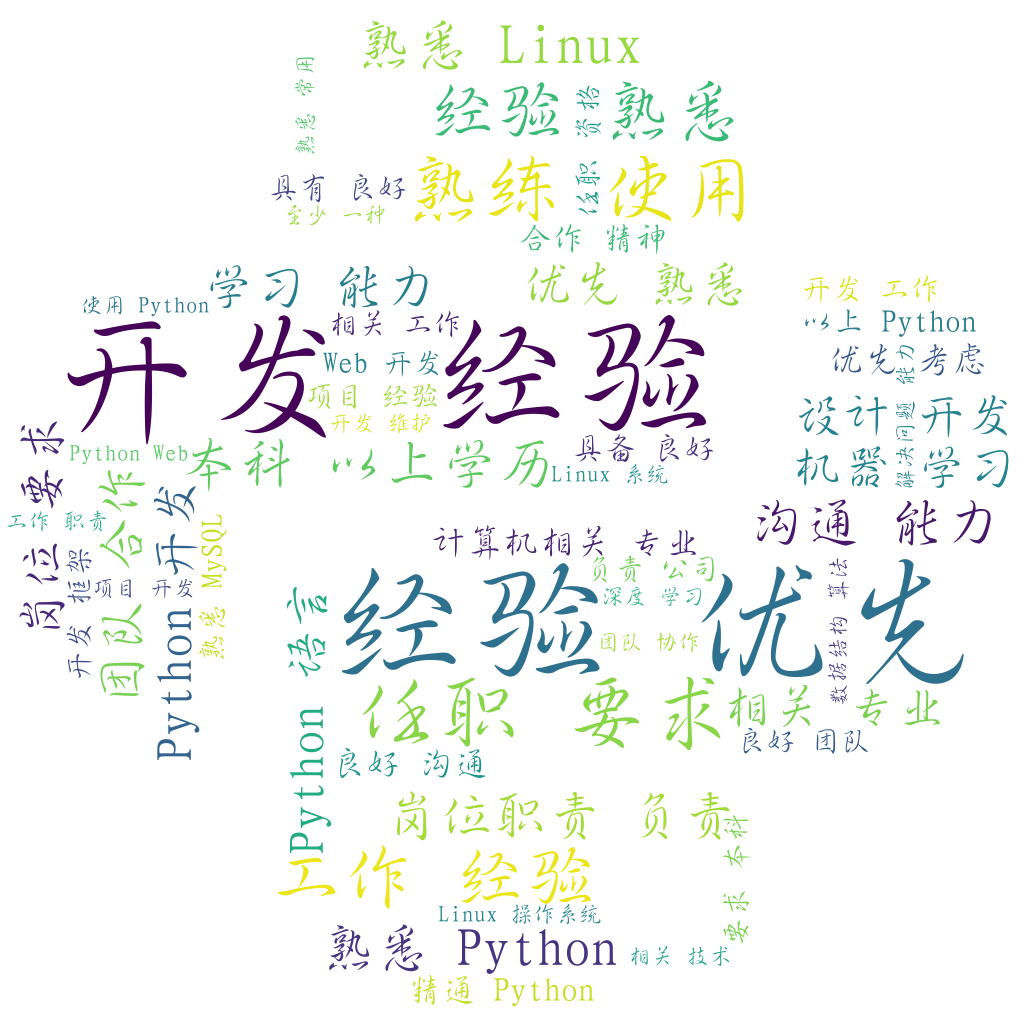 熟悉 Linux
熟悉 常用
经验 熟悉
任职 资格
熟练 使用
具有 良好
至少 一种
合作 精神
学习 能力
优先 熟悉
开发 工作
使用 Python
相关 工作
以上 Python
开发 经验
Web 开发
优先 考虑
解决问题 能力
项目 经验
开发 维护
设计 开发
岗位 要求
Python Web
本科 以上学历
具备 良好
Linux 系统
机器 学习
团队 合作
Python 开发
工作 职责
熟悉 MySQL
沟通 能力
开发 框架
项目 开发
计算机相关 专业
负责 公司
深度 学习
数据结构 算法
经验 优先
Python 语言
团队 协作
任职 要求
相关 专业
良好 团队
良好 沟通
岗位职责 负责
要求 本科
工作 经验
Linux 操作系统
熟悉 Python
相关 技术
精通 Python